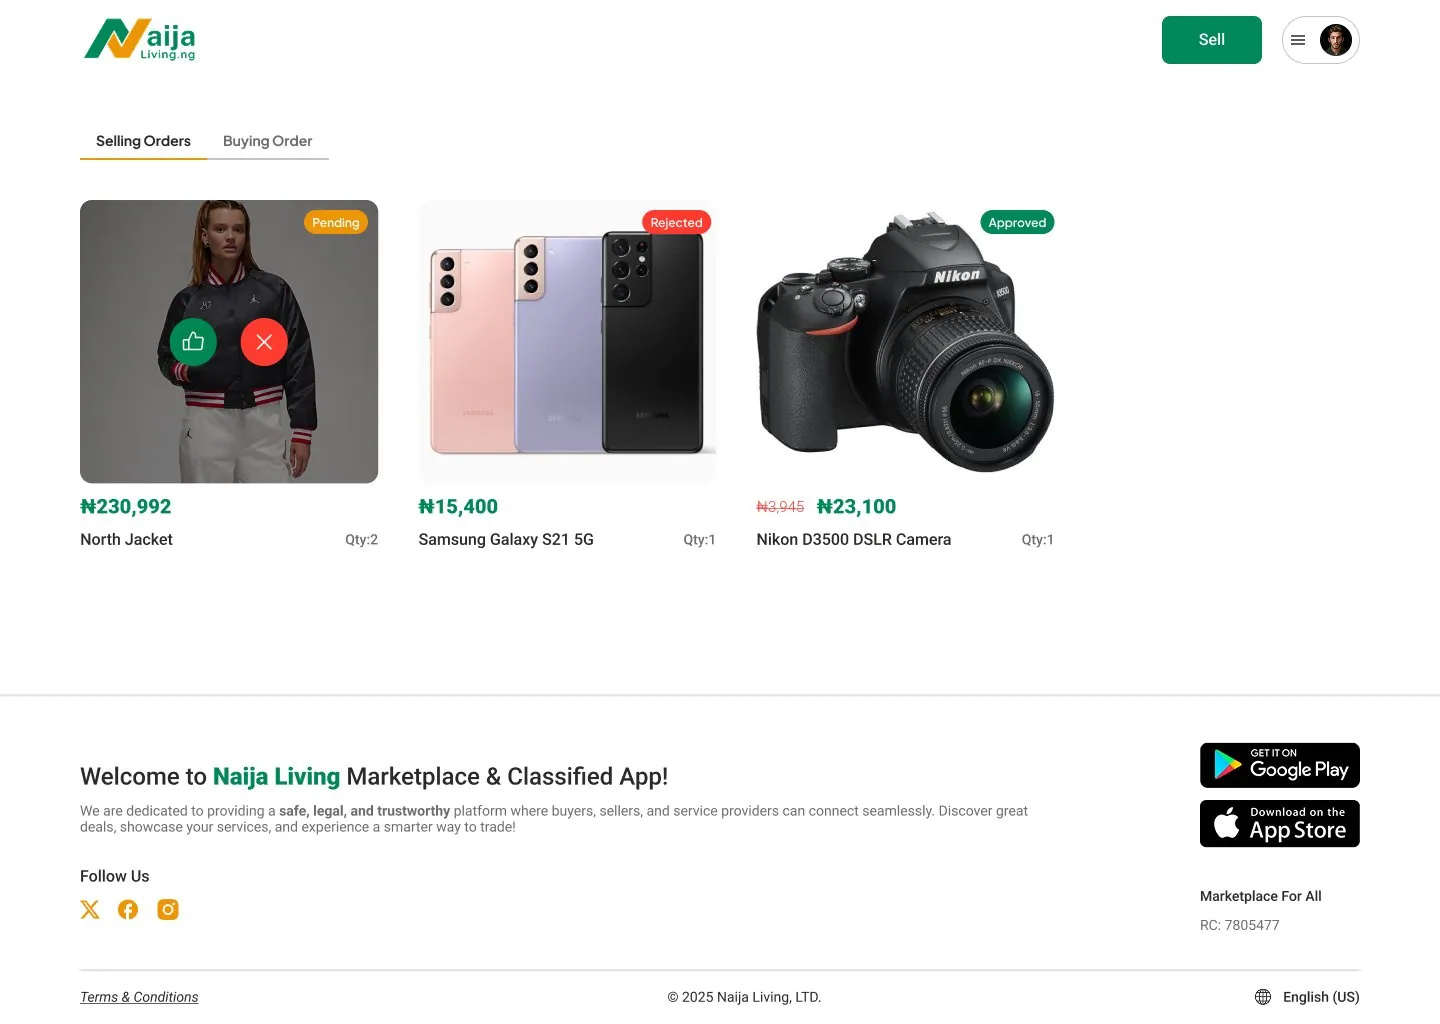 Naija
Living.ng
Sell
Selling Orders
Buying Order
Pending
Rejected
Approved
Nikon
D3500
₦230,992
₦15,400
₦3,945 ₦23,100
North Jacket
Qty:2
Samsung Galaxy S21 5G
Qty:1
Nikon D3500 DSLR Camera
Qty:1
Welcome to Naija Living Marketplace & Classified App!
We are dedicated to providing a safe, legal, and trustworthy platform where buyers, sellers, and service providers can connect seamlessly. Discover great
deals, showcase your services, and experience a smarter way to trade!
Follow Us
GET IT ON
Google Play
Download on the
App Store
Marketplace For All
RC: 7805477
Terms & Conditions
© 2025 Naija Living, LTD.
English (US)